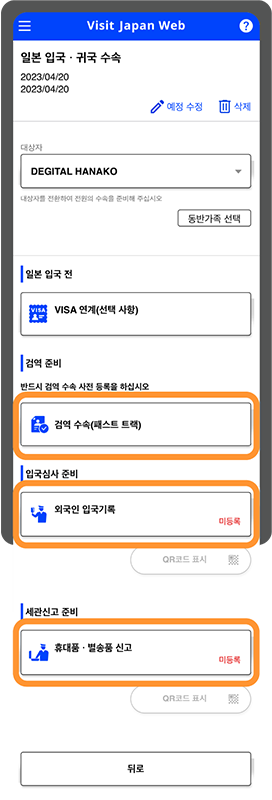 Visit Japan Web
?
일본 입국 · 귀국 수속
2023/04/20
2023/04/20
예정 수정
삭제
대상자
DEGITAL HANAKO
대상자를 전환하여 전원의 수속을 준비해 주십시오
동반가족 선택
일본 입국 전
VISA
VISA 연계(선택 사항)
검역 준비
반드시 검역 수속 사전 등록을 하십시오
검역 수속(패스트 트랙)
입국심사 준비
외국인 입국기록
미등록
QR코드 표시
세관신고 준비
휴대품 · 별송품 신고
미등록
QR코드 표시
뒤로